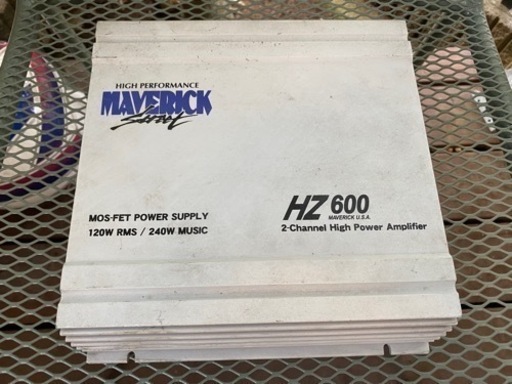 HIGH PERFORMANCE
MAVERICK
MOS-FET POWER SUPPLY
120W RMS / 240W MUSIC
HZ 600
MAVERICK U.S.A.
2-Channel High Power Amplifier